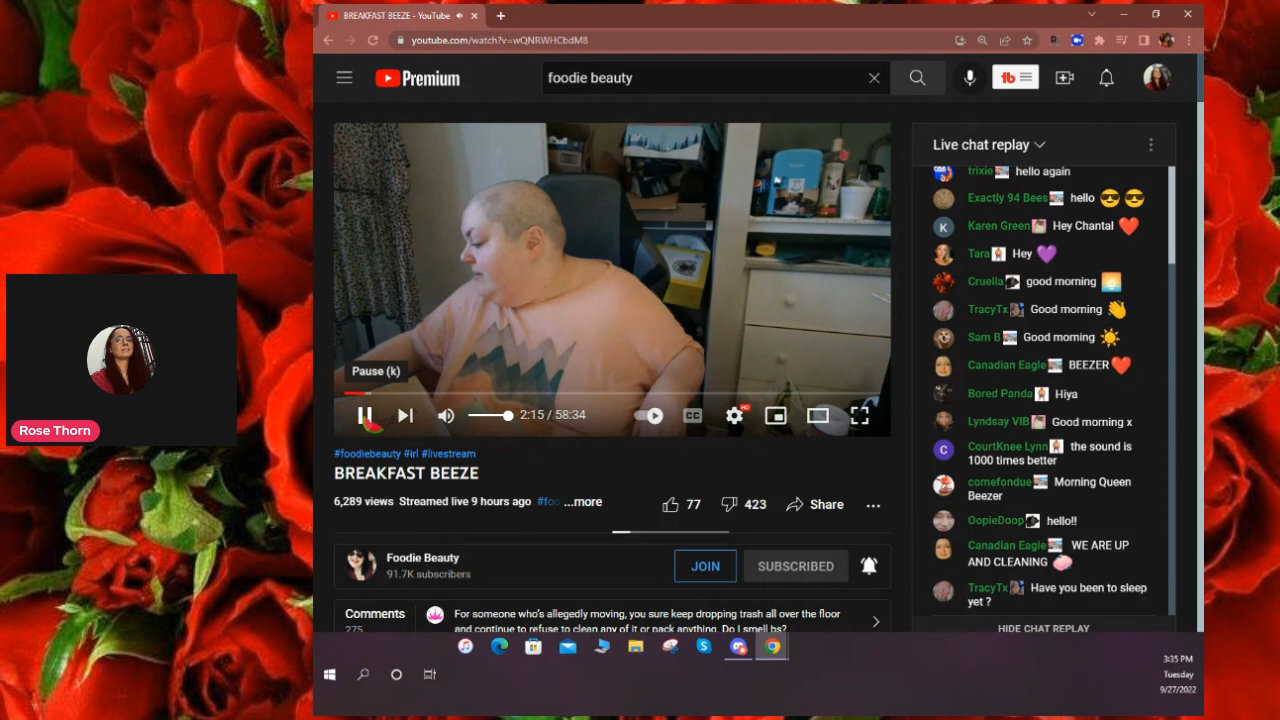 BREAKFAST BEEZE - YouTube
youtube.com/watch?v=wQNRWHCbdM8
Premium
foodie beauty
Pause (k)
2:15 / 58:34
CC
HD
#foodiebeauty #irl #livestream
BREAKFAST BEEZE
6,289 views Streamed live 9 hours ago #foo ...more
77
423
Share
Foodie Beauty
91.7K subscribers
JOIN
SUBSCRIBED
Comments
275
For someone who's allegedly moving, you sure keep dropping trash all over the floor
and continue to refuse to clean any of it or pack anything. Do I smell ba?
Live chat replay
trixie hello again
Exactly 94 Bees hello
K
Karen Green Hey Chantal
Tara Hey
Cruella good morning
TracyTx Good morning
Sam B Good morning
Canadian Eagle BEEZER
Bored Panda Hiya
Lyndsay VIB Good morning x
C
CourtKnee Lynn the sound is
1000 times better
comefondue Morning Queen
Beezer
OopieDoop hello!!
Canadian Eagle WE ARE UP
AND CLEANING
TracyTx Have you been to sleep
yet ?
HIDE CHAT REPLAY
Rose Thorn
3:35 PM
Tuesday
9/27/2022